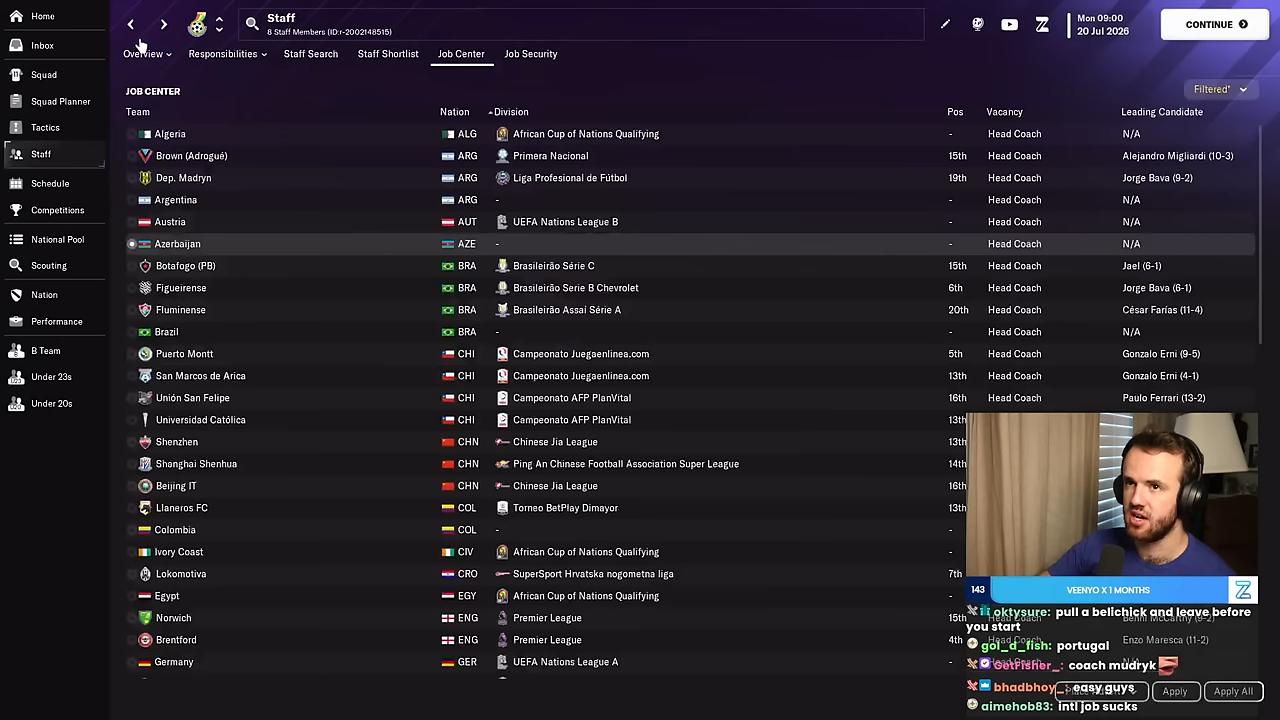 Home
Inbox
Squad
Squad Planner
Tactics
Staff
Schedule
Competitions
National Pool
Scouting
Nation
Performance
B Team
Under 23s
Under 20s
Staff
8 Staff Members (ID:r-2002148515)
Mon 09:00
20 Jul 2026
CONTINUE
Overview Responsibilities Staff Search Staff Shortlist Job Center Job Security
JOB CENTER
Filtered*
Team Nation Division Pos Vacancy Leading Candidate
Algeria ALG African Cup of Nations Qualifying - Head Coach N/A
Brown (Adrogué) ARG Primera Nacional 15th Head Coach Alejandro Migliardi (10-3)
Dep. Madryn ARG Liga Profesional de Fútbol 19th Head Coach Jorge Bava (9-2)
Argentina ARG - - Head Coach N/A
Austria AUT UEFA Nations League B - Head Coach N/A
Azerbaijan AZE - - Head Coach N/A
Botafogo (PB) BRA Brasileirão Série C 15th Head Coach Jael (6-1)
Figueirense BRA Brasileirão Serie B Chevrolet 6th Head Coach Jorge Bava (6-1)
Fluminense BRA Brasileirão Assaí Série A 20th Head Coach César Farías (11-4)
Brazil BRA - - Head Coach N/A
Puerto Montt CHI Campeonato Juegaenlinea.com 5th Head Coach Gonzalo Erni (9-5)
San Marcos de Arica CHI Campeonato Juegaenlinea.com 13th Head Coach Gonzalo Erni (4-1)
Unión San Felipe CHI Campeonato AFP PlanVital 16th Head Coach Paulo Ferrari (13-2)
Universidad Católica CHI Campeonato AFP PlanVital 13th
Shenzhen CHN Chinese Jia League 13th
Shanghai Shenhua CHN Ping An Chinese Football Association Super League 14th
Beijing IT CHN Chinese Jia League 16th
Llaneros FC COL Torneo BetPlay Dimayor 13th
Colombia COL - -
Ivory Coast CIV African Cup of Nations Qualifying -
Lokomotiva CRO SuperSport Hrvatska nogometna liga 7th
Egypt EGY African Cup of Nations Qualifying -
Norwich ENG Premier League 15th Head Coach Benni McCarthy (9-2)
Brentford ENG Premier League 4th Head Coach Enzo Maresca (11-2)
Germany GER UEFA Nations League A -
143 VEENYO X 1 MONTHS
oktysure: pull a belichick and leave before
you start
gol_d_fish: portugal
GetFisher_: coach mudryk
bhadbhoy_: easy guys
aimehob83: intl job sucks
Apply Apply All